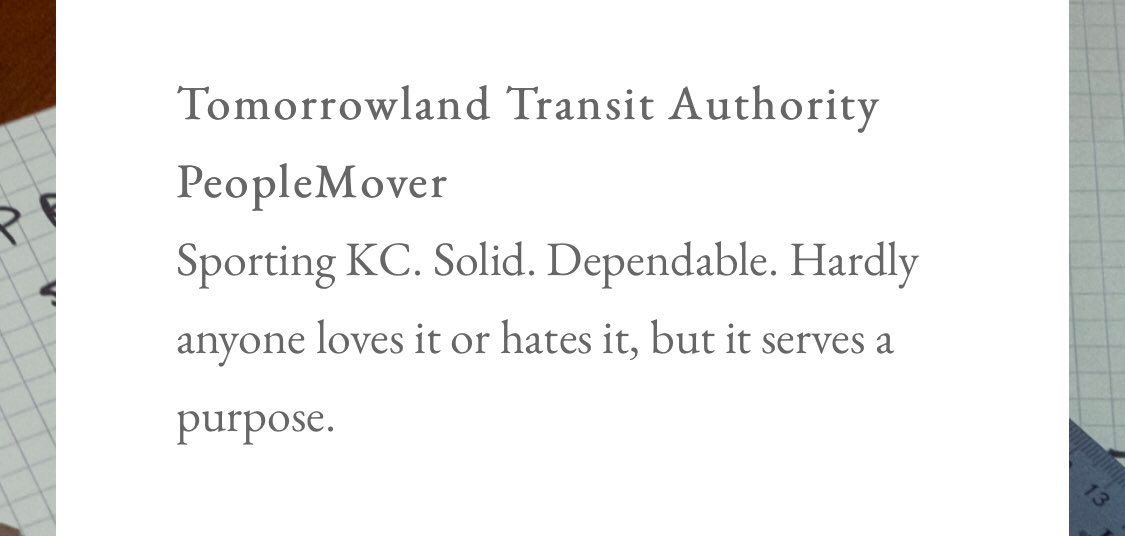 Tomorrowland Transit Authority
PeopleMover
Sporting KC. Solid. Dependable. Hardly
anyone loves it or hates it, but it serves a
purpose.
13